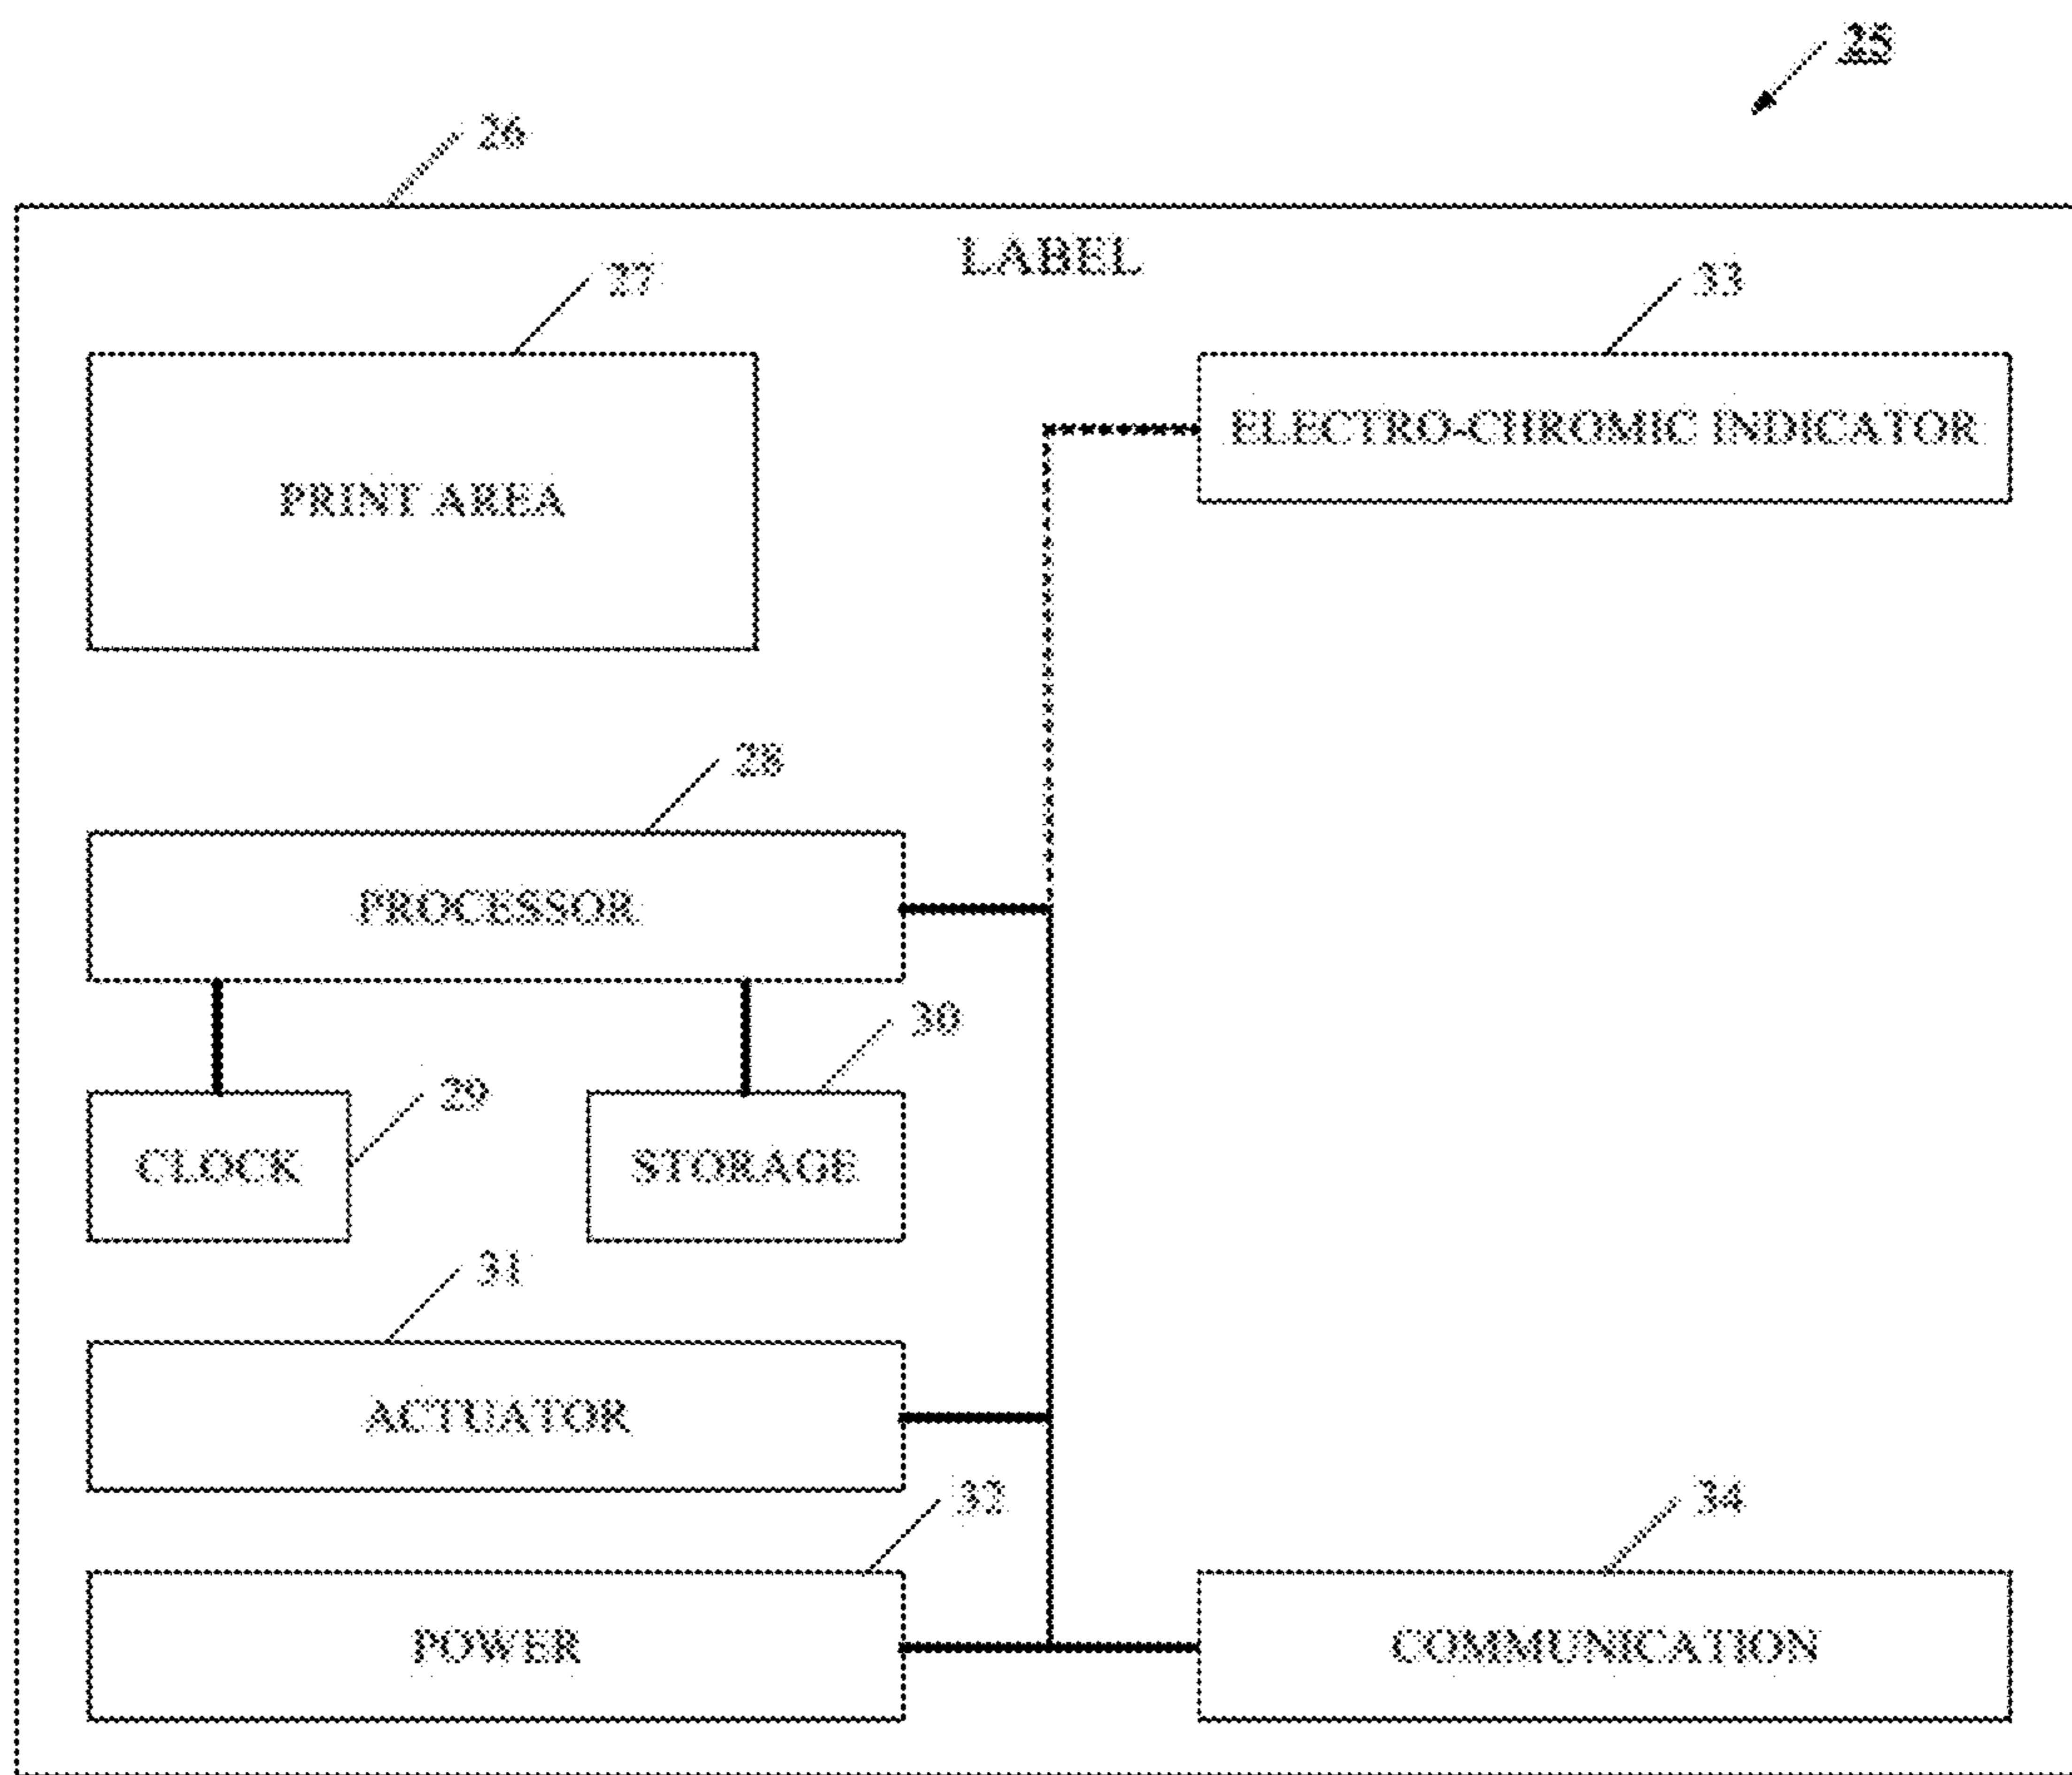 25
26
LABEL
27
33
ELECTRO-CHROMIC INDICATOR
PRINT AREA
28
PROCESSOR
30
29
CLOCK
STORAGE
31
ACTUATOR
32
34
POWER
COMMUNICATION